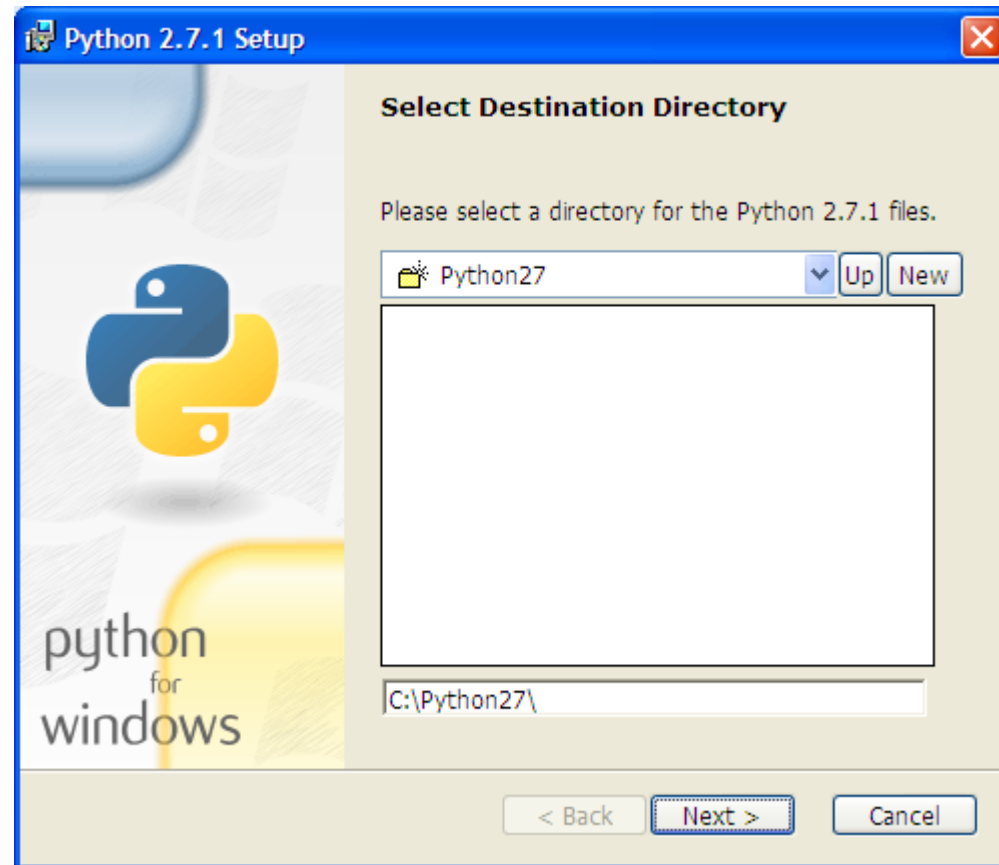 Python 2.7.1 Setup
Select Destination Directory
Please select a directory for the Python 2.7.1 files.
Python27
Up
New
C:\Python27\
python
for
windows
< Back
Next >
Cancel